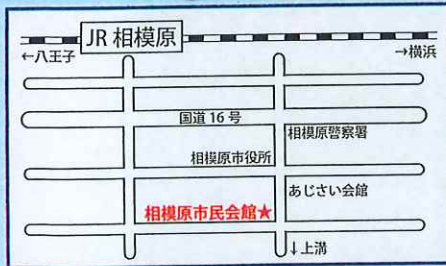 JR 相模原
←八王子
→横浜
国道 16 号
相模原警察署
相模原市役所
あじさい会館
相模原市民会館★
↓上溝